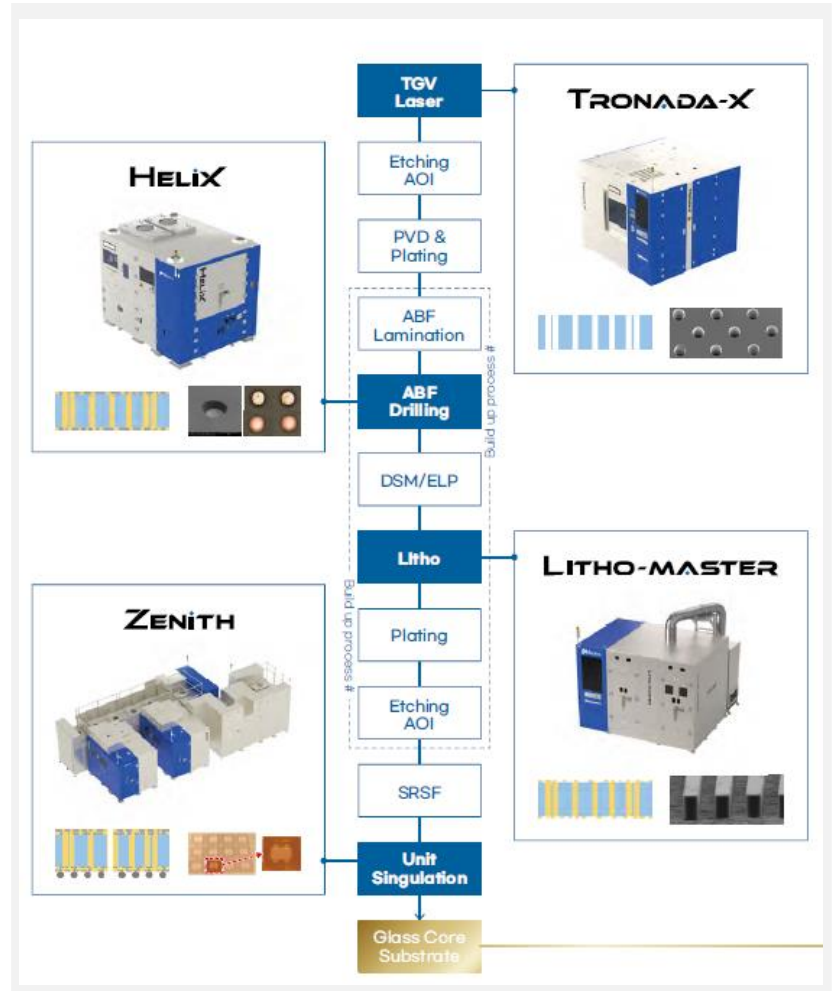 TGV
Laser
TRONADA-X
Etching
AOI
HELIX
PVD &
Plating
ABF
Lamination
ABF
Drilling
Build up process #
DSM/ELP
Litho
LITHO-MASTER
Build up process #
ZENITH
Plating
Etching
AOI
SRSF
Unit
Singulation
Glass Core
Substrate
HELIX